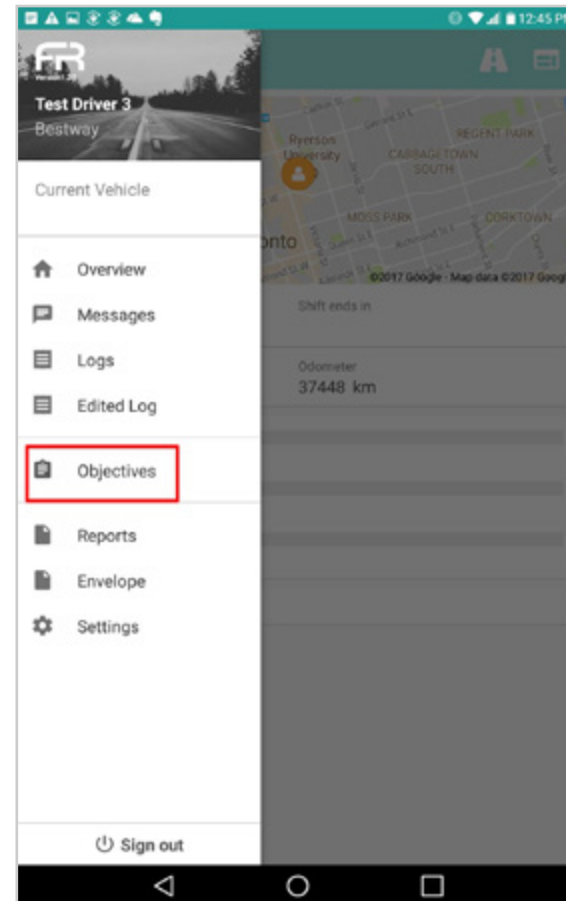 12:45 PM
FR
Test Driver 3
Bestway
Current Vehicle
Overview
Messages
Logs
Edited Log
Objectives
Reports
Envelope
Settings
Sign out
Ryerson
University
REGENT PARK
CABBAGETOWN
SOUTH
MOSS PARK
CORKTOWN
onto
©2017 Google - Map data ©2017 Goog
Shift ends in
Odometer
37448 km